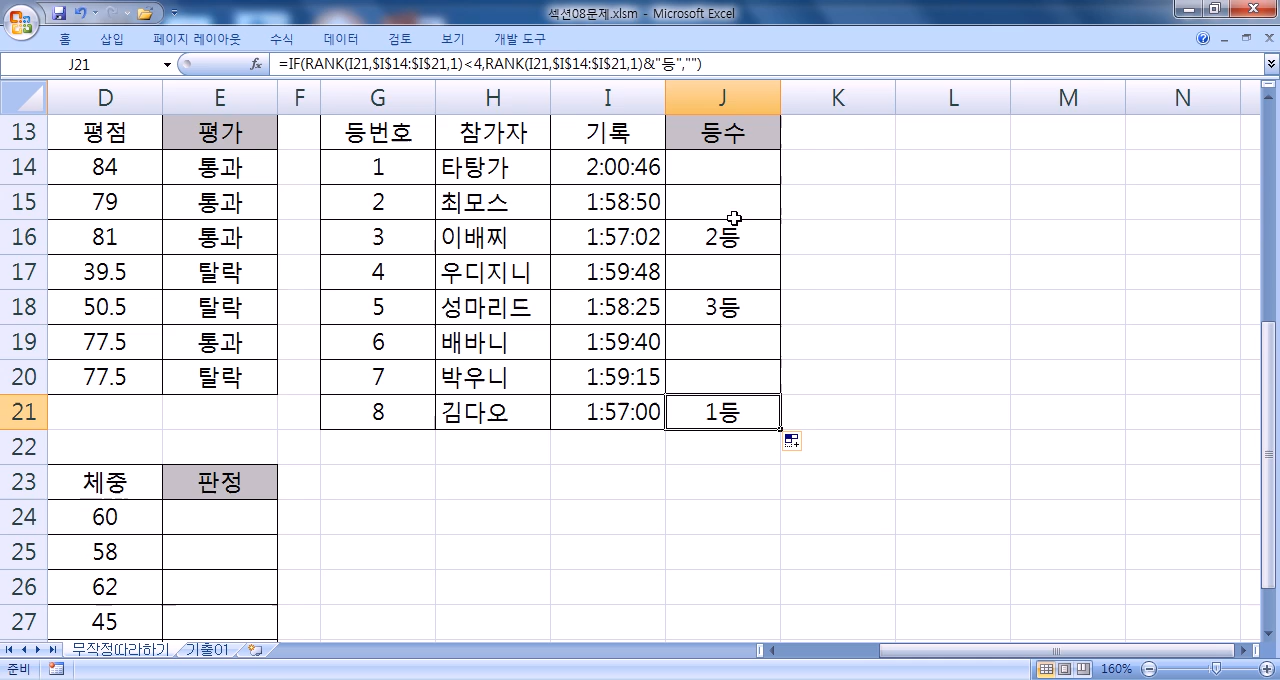 섹션08문제.xlsm - Microsoft Excel
홈 삽입 페이지 레이아웃 수식 데이터 검토 보기 개발 도구
J21 fx =IF(RANK(I21,$I$14:$I$21,1)<4,RANK(I21,$I$14:$I$21,1)&"등","")
D E F G H I J K L M N
13 평점 평가 등번호 참가자 기록 등수
14 84 통과 1 타탕가 2:00:46
15 79 통과 2 최모스 1:58:50
16 81 통과 3 이배찌 1:57:02 2등
17 39.5 탈락 4 우디지니 1:59:48
18 50.5 탈락 5 성마리드 1:58:25 3등
19 77.5 통과 6 배바니 1:59:40
20 77.5 탈락 7 박우니 1:59:15
21 8 김다오 1:57:00 1등
22
23 체중 판정
24 60
25 58
26 62
27 45
무작정따라하기 기출01
준비 160%